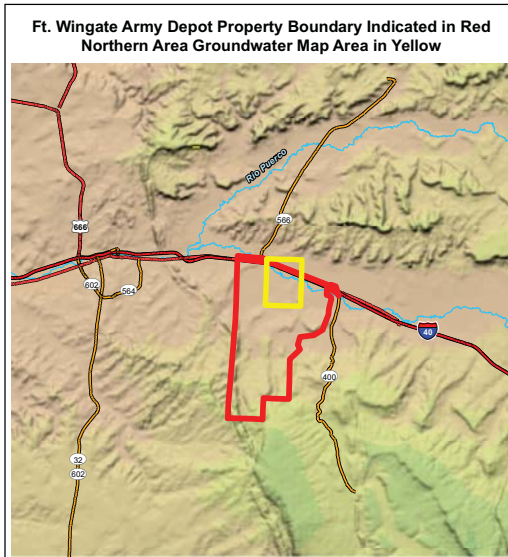 Ft. Wingate Army Depot Property Boundary Indicated in Red
Northern Area Groundwater Map Area in Yellow
Rio Puerco
566
666
602
564
40
400
32
602